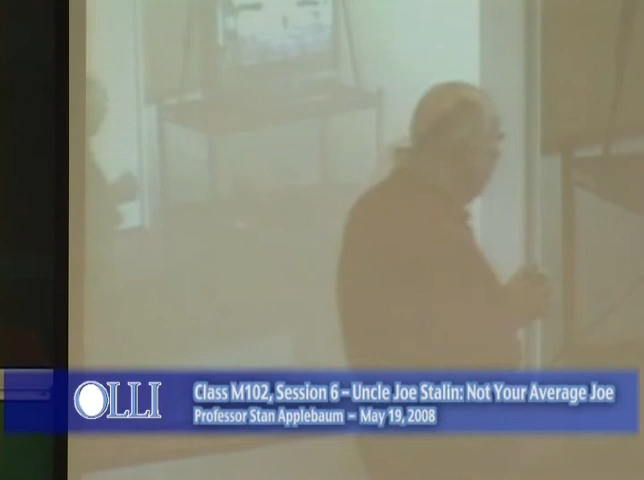 OLLI
Class M102, Session 6 – Uncle Joe Stalin: Not Your Average Joe
Professor Stan Applebaum – May 19, 2008